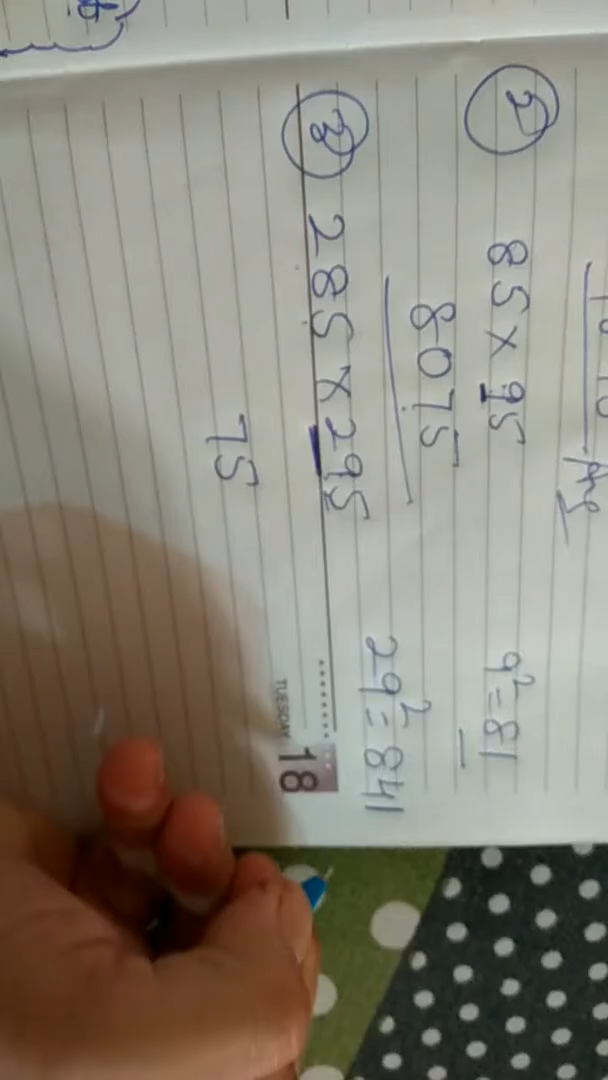 2
85 x 95
9² = 81
8075
3
285 x 295
29² = 841
TUESDAY 18
75